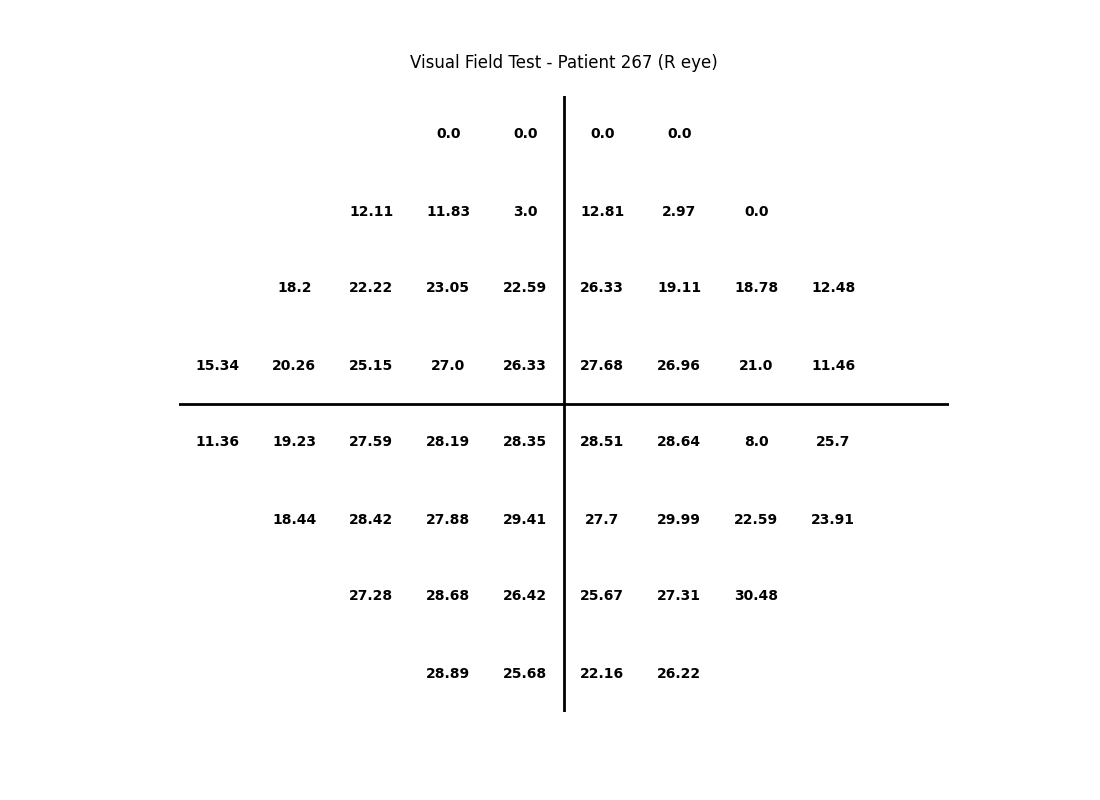 Visual Field Test - Patient 267 (R eye)
0.0 0.0 0.0 0.0
12.11 11.83 3.0 12.81 2.97 0.0
18.2 22.22 23.05 22.59 26.33 19.11 18.78 12.48
15.34 20.26 25.15 27.0 26.33 27.68 26.96 21.0 11.46
11.36 19.23 27.59 28.19 28.35 28.51 28.64 8.0 25.7
18.44 28.42 27.88 29.41 27.7 29.99 22.59 23.91
27.28 28.68 26.42 25.67 27.31 30.48
28.89 25.68 22.16 26.22